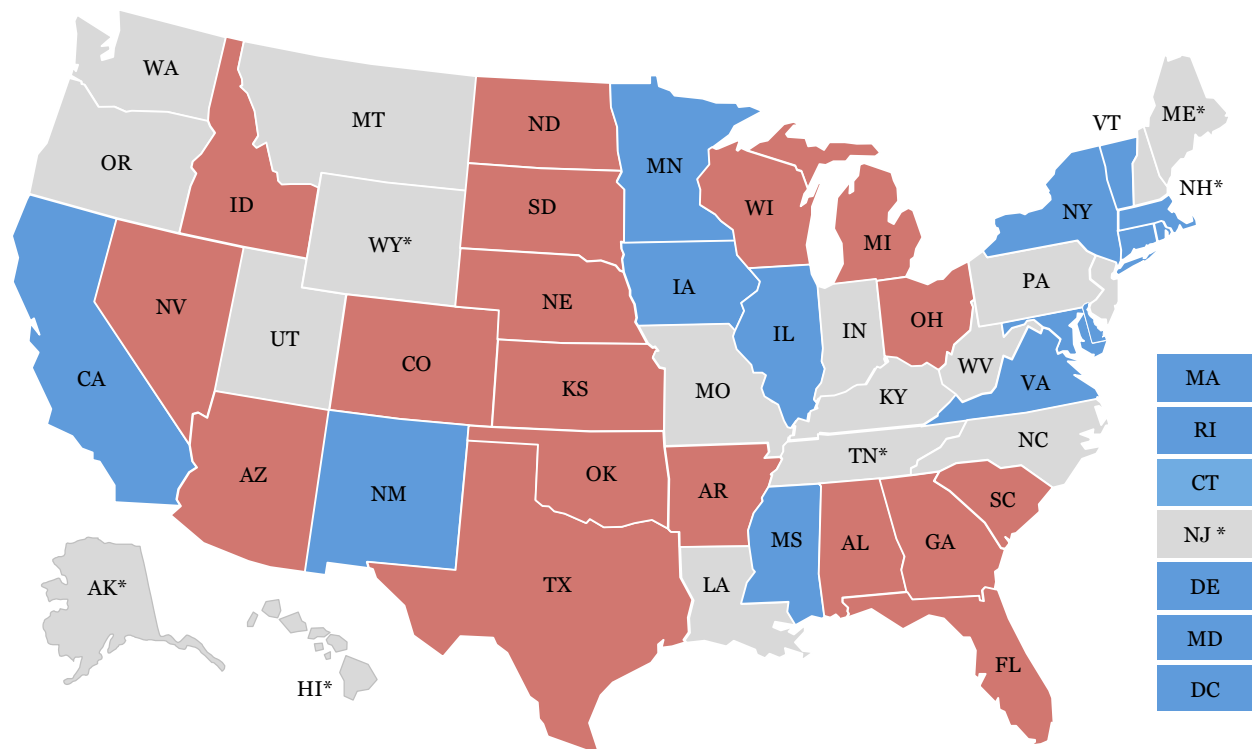 WA
MT
ND
MN
OR
ID
WY*
SD
WI
MI
VT
ME*
NH*
NY
NV
UT
CO
NE
IA
IL
IN
OH
PA
CA
KS
MO
KY
WV
VA
AZ
NM
OK
AR
TN*
NC
SC
TX
LA
MS
AL
GA
FL
AK*
HI*
MA
RI
CT
NJ *
DE
MD
DC